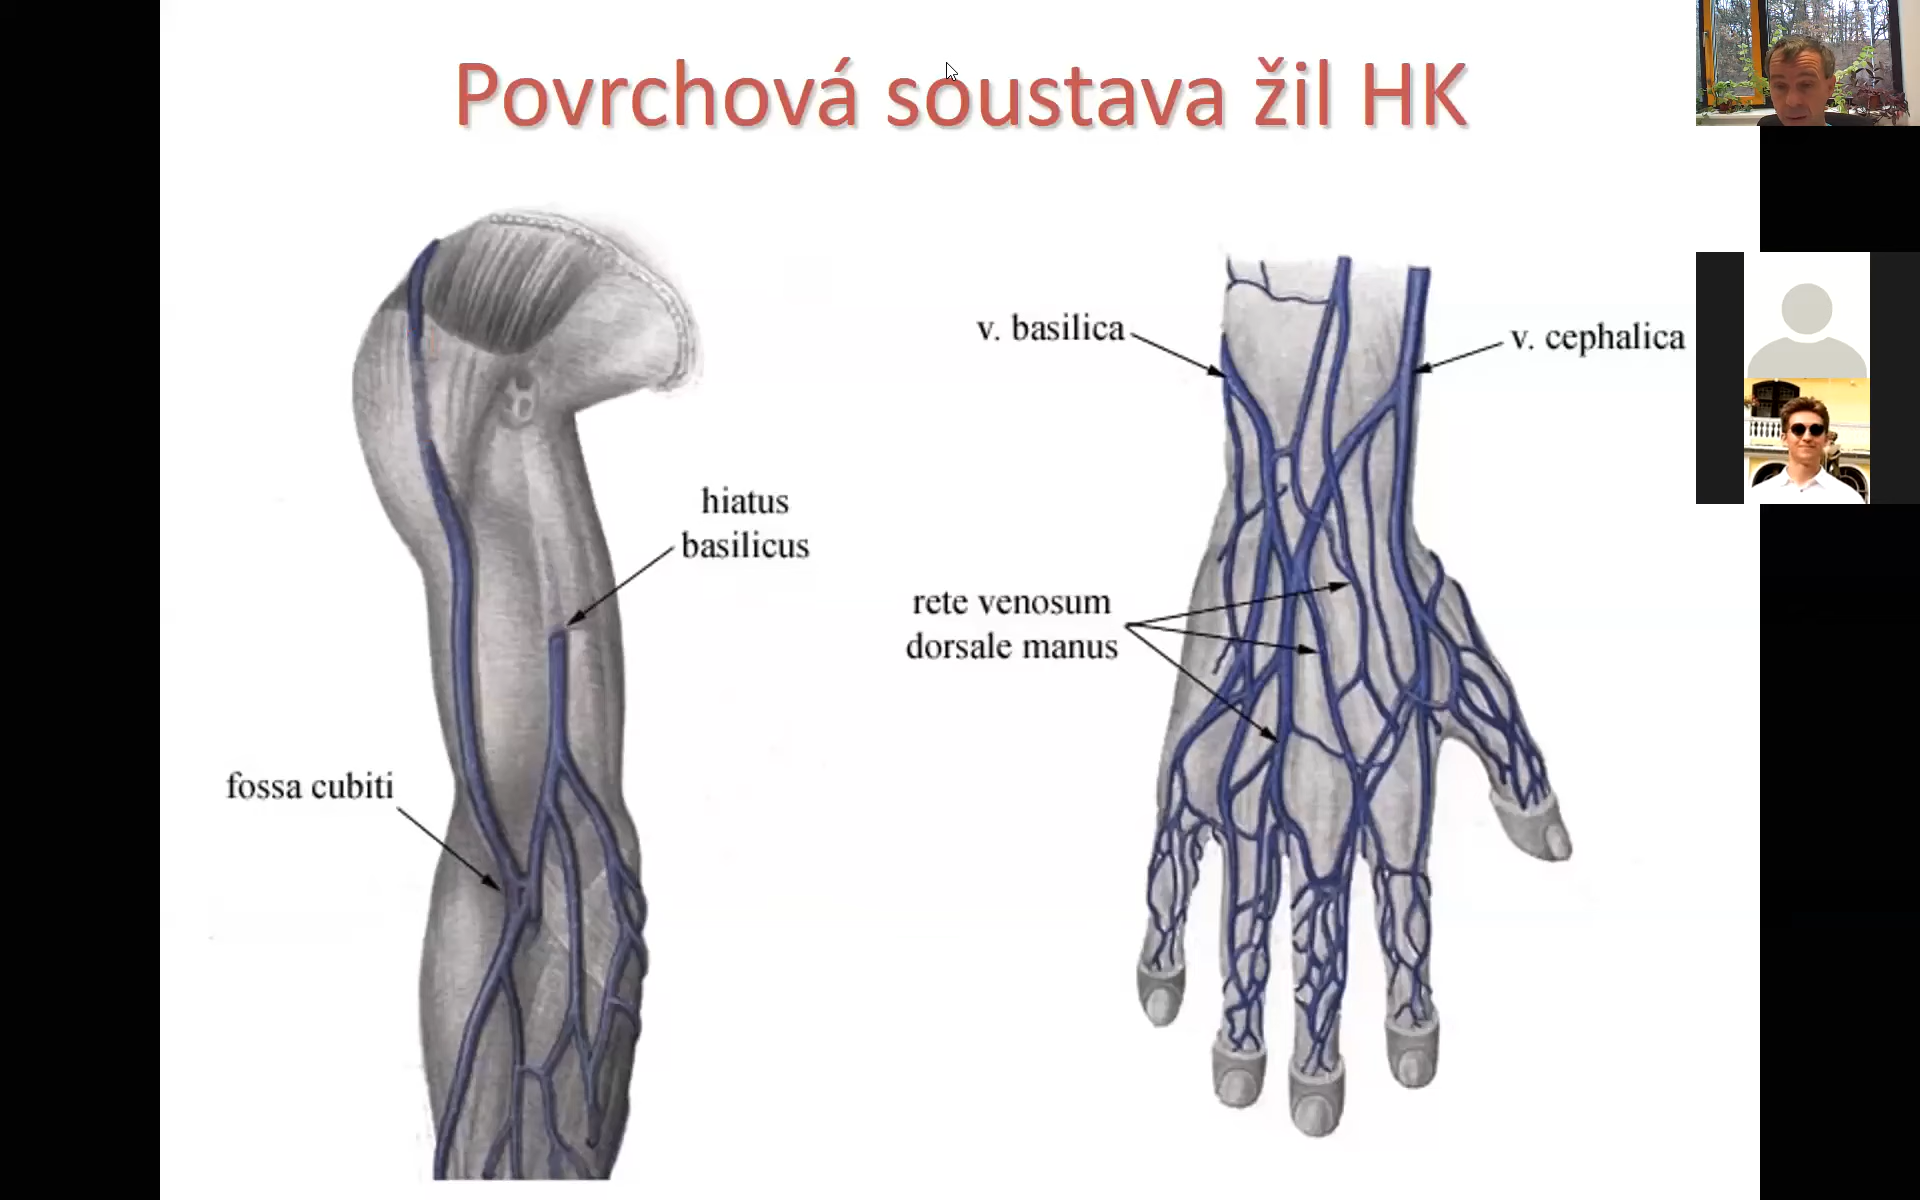 Povrchová soustava žil HK
hiatus
basilicus
fossa cubiti
v. basilica
v. cephalica
rete venosum
dorsale manus